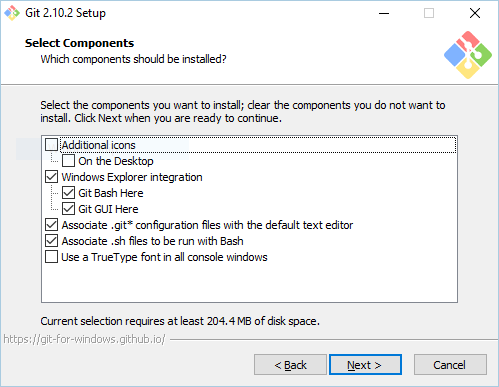 Git 2.10.2 Setup
Select Components
Which components should be installed?
Select the components you want to install; clear the components you do not want to
install. Click Next when you are ready to continue.
Additional icons
On the Desktop
Windows Explorer integration
Git Bash Here
Git GUI Here
Associate .git* configuration files with the default text editor
Associate .sh files to be run with Bash
Use a TrueType font in all console windows
Current selection requires at least 204.4 MB of disk space.
https://git-for-windows.github.io/
< Back
Next >
Cancel